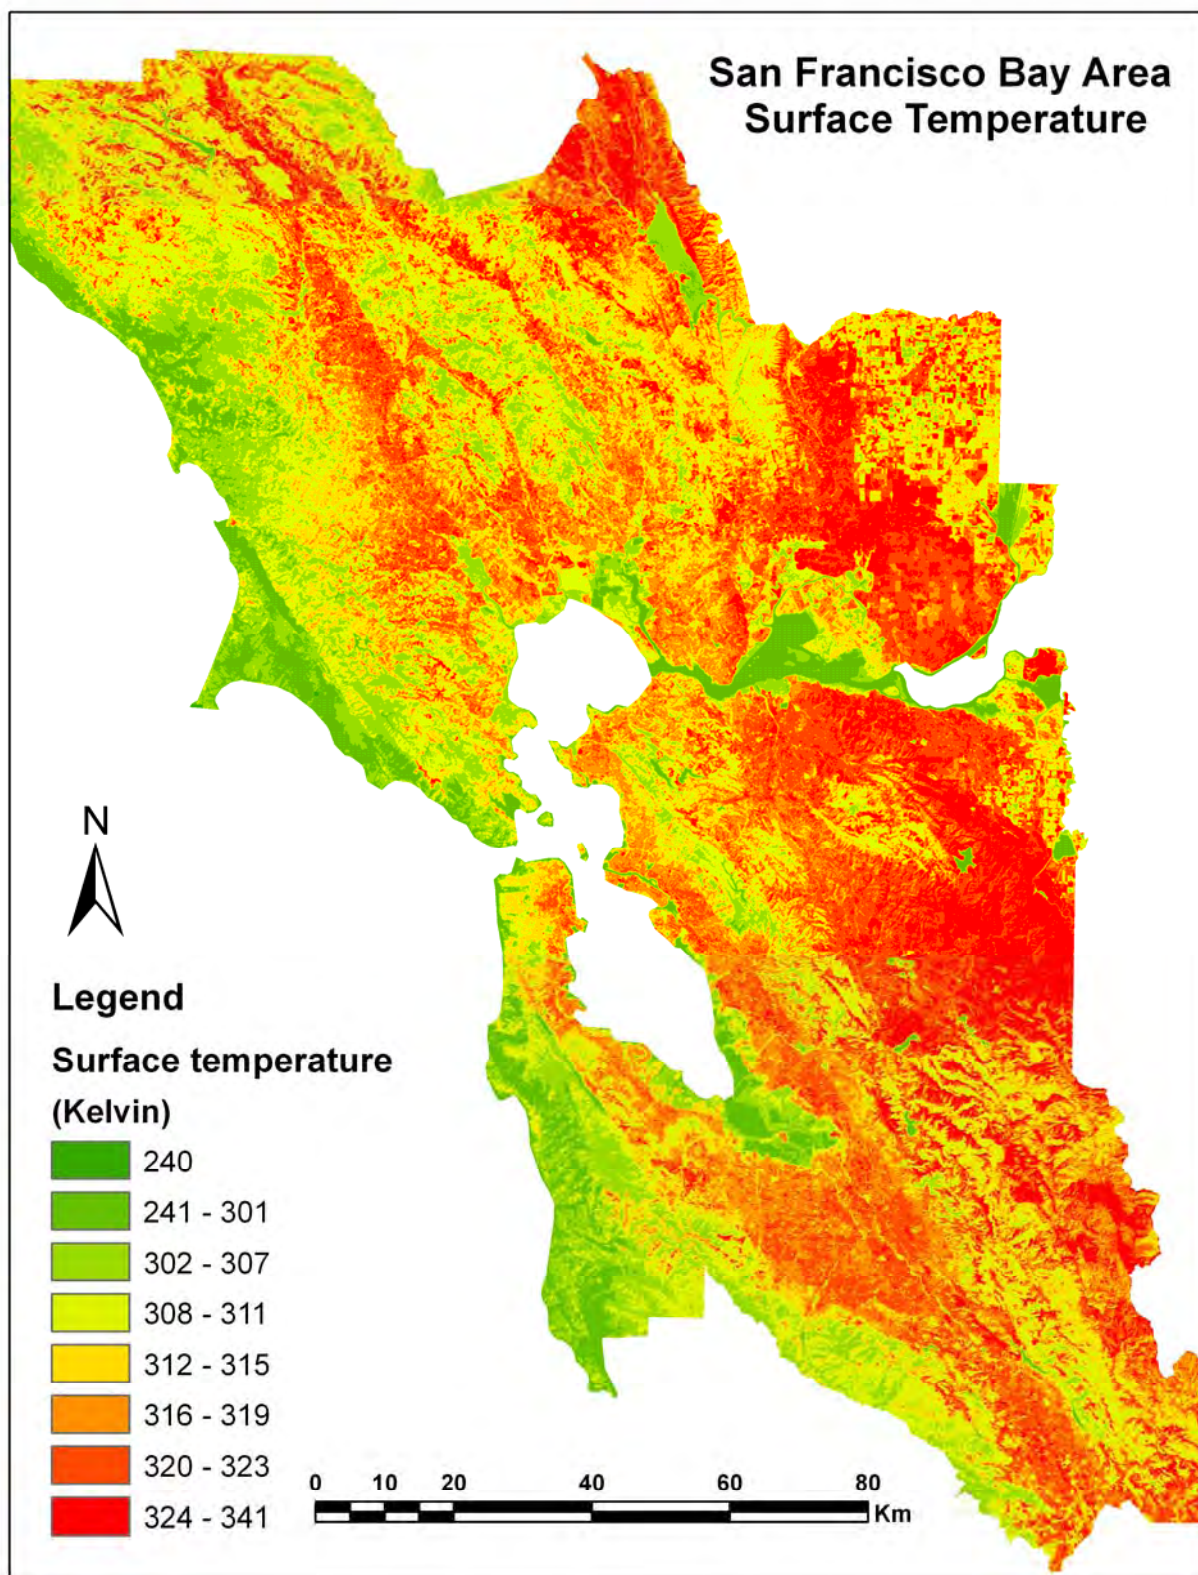 San Francisco Bay Area
Surface Temperature
N
Legend
Surface temperature
(Kelvin)
240
241 - 301
302 - 307
308 - 311
312 - 315
316 - 319
320 - 323
324 - 341
0 10 20 40 60 80
Km